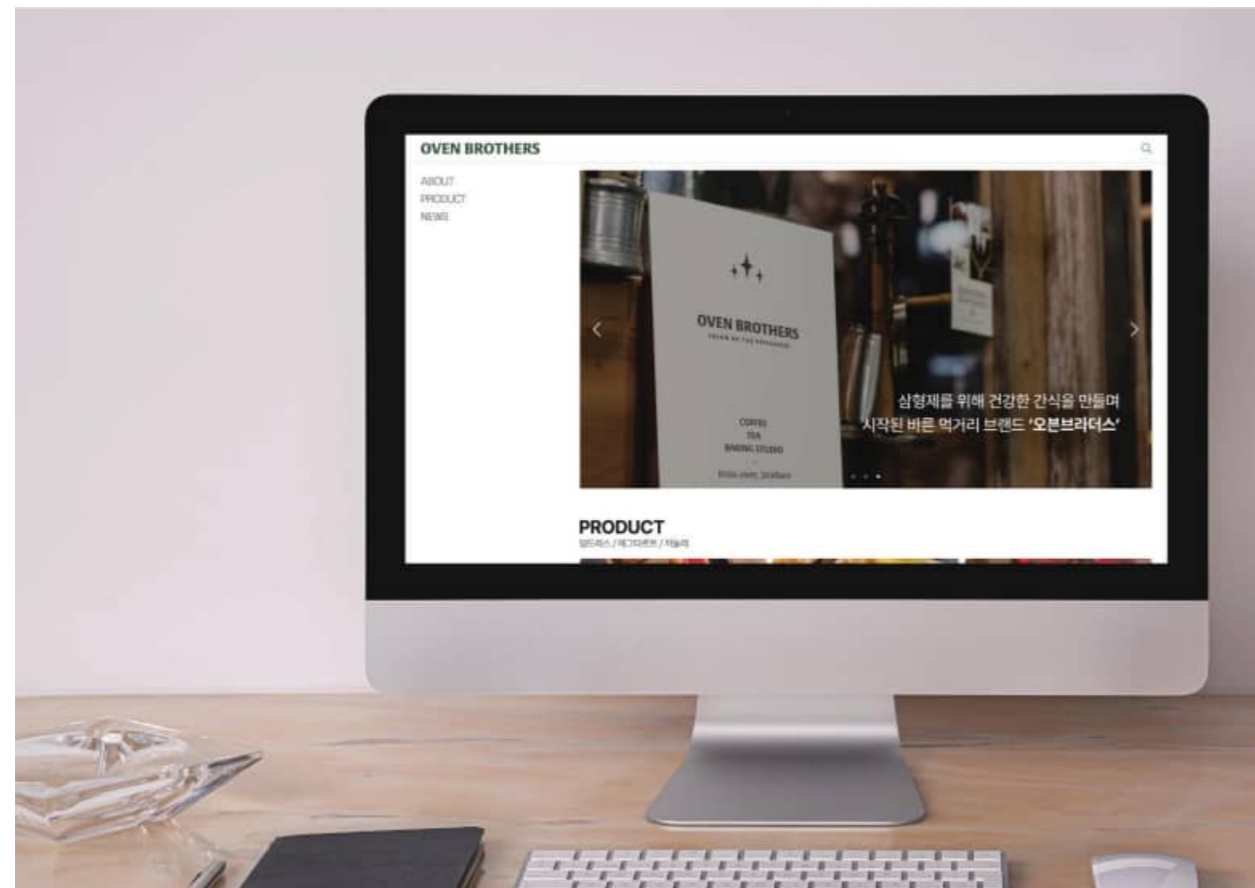 OVEN BROTHERS
ABOUT
PRODUCT
NEWS
OVEN BROTHERS
COFFEE
TEA
BAKING STUDIO
삼형제를 위해 건강한 간식을 만들며
시작된 바른 먹거리 브랜드 ‘오븐브라더스’
PRODUCT